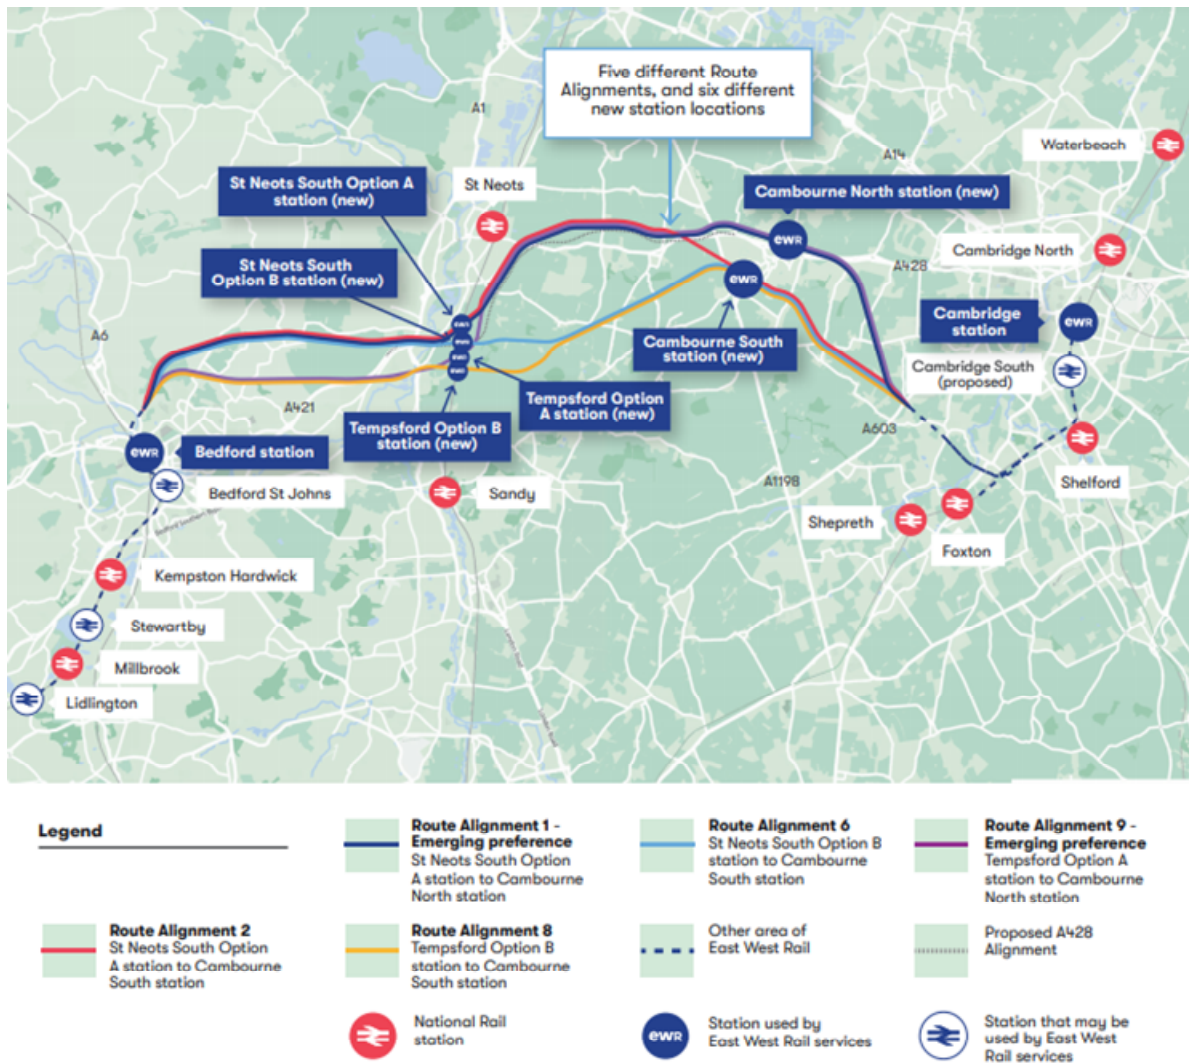 Five different Route
Alignments, and six different
new station locations
A1
A14
Waterbeach
St Neots South Option A
station (new)
St Neots
Cambourne North station (new)
ewR
Cambridge North
St Neots South
Option B station (new)
A428
ewR
Cambridge
station
ewR
A6
Cambourne South
station (new)
Cambridge South
(proposed)
Tempsford Option
A station (new)
A421
Tempsford Option B
station (new)
A603
ewR
Bedford station
Bedford St Johns
Sandy
A1198
Shelford
Shepreth
Foxton
Kempston Hardwick
Stewartby
Millbrook
Lidlington
Legend
Route Alignment 1 -
Emerging preference
St Neots South Option
A station to Cambourne
North station
Route Alignment 6
St Neots South Option B
station to Cambourne
South station
Route Alignment 9 -
Emerging preference
Tempsford Option A
station to Cambourne
North station
Route Alignment 2
St Neots South Option
A station to Cambourne
South station
Route Alignment 8
Tempsford Option B
station to Cambourne
South station
Other area of
East West Rail
Proposed A428
Alignment
National Rail
station
ewR
Station used by
East West Rail services
Station that may be
used by East West
Rail services